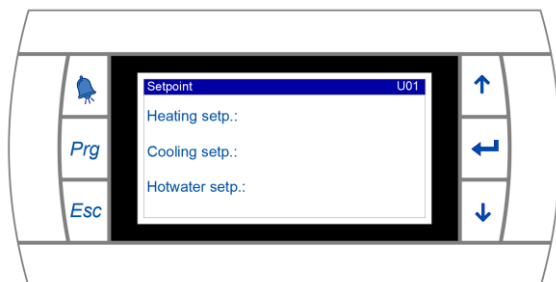 Setpoint U01
Heating setp.:
Prg
Cooling setp.:
Hotwater setp.:
Esc